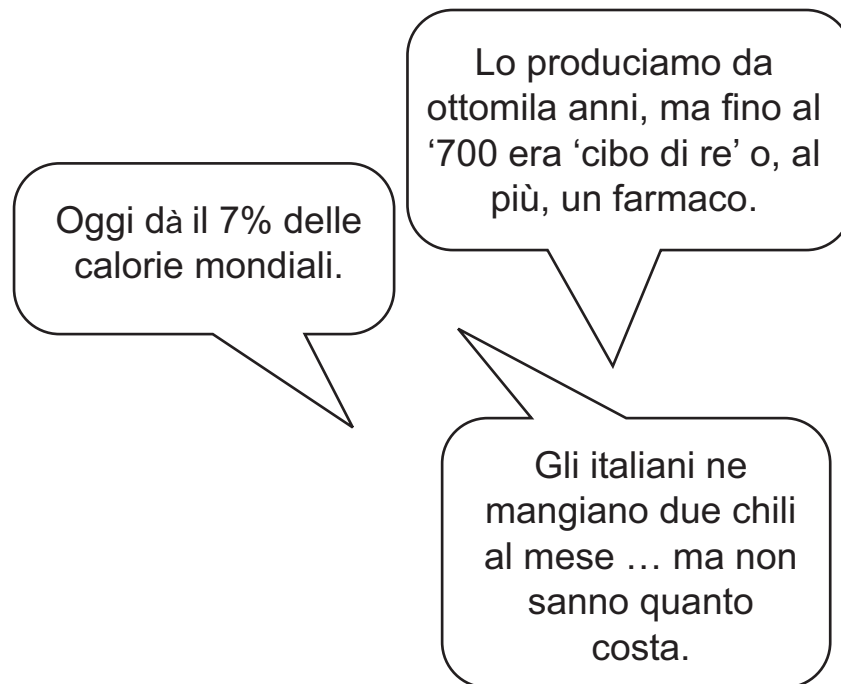 Lo produciamo da
ottomila anni, ma fino al
‘700 era ‘cibo di re’ o, al
più, un farmaco.
Oggi dà il 7% delle
calorie mondiali.
Gli italiani ne
mangiano due chili
al mese … ma non
sanno quanto
costa.